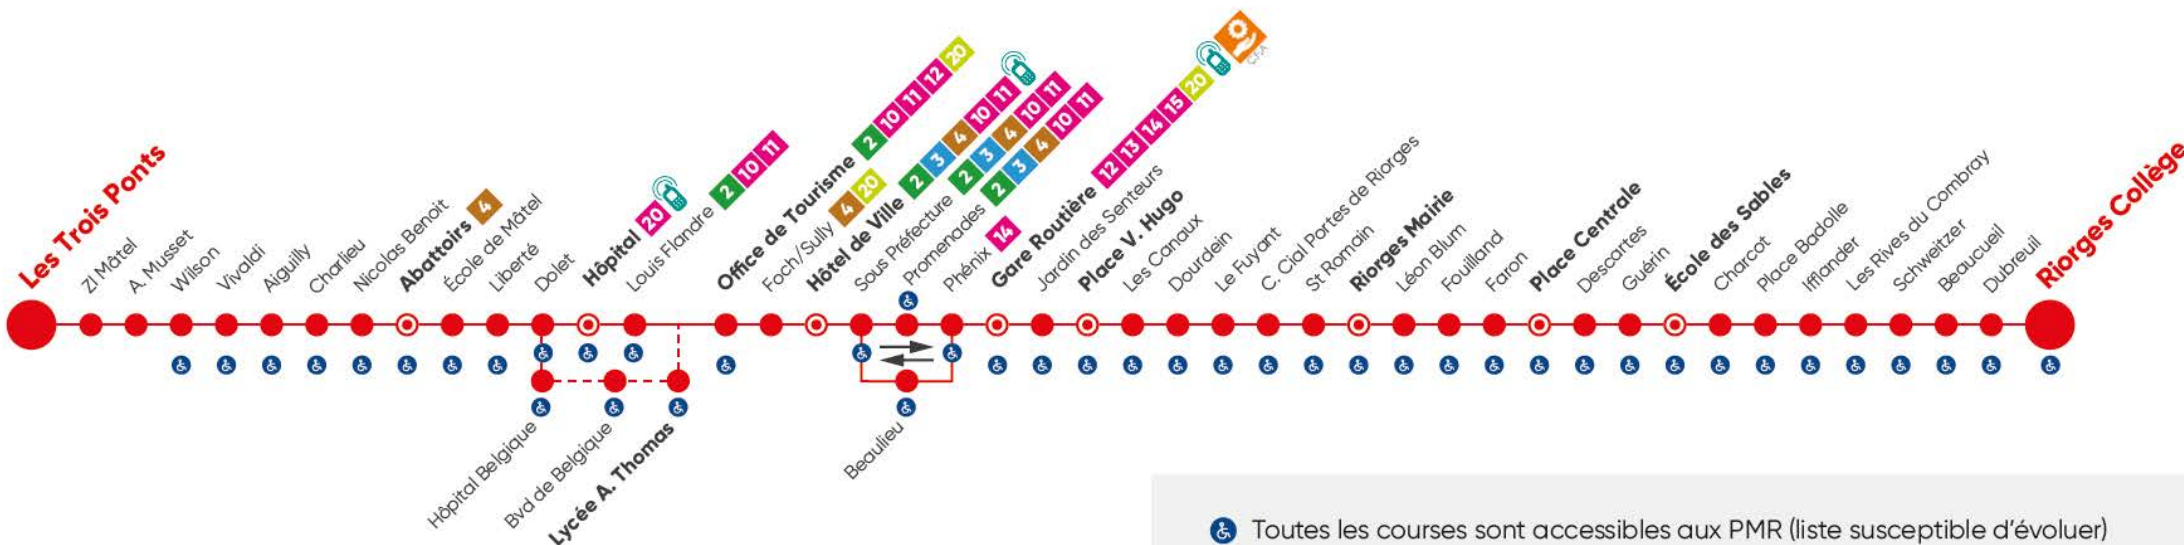 Les Trois Ponts
ZI Mâtel
A. Musset
Wilson
Vivaldi
Aiguilly
Charlieu
Nicolas Benoit
Abattoirs 4
École de Mâtel
Liberté
Dolet
Hôpital 20
Louis Flandre 2 10 11
Office de Tourisme 2 10 11 12 20
Foch/Sully 4 20
Hôtel de Ville 2 3 4 10 11
Sous Préfecture 2 3 4 10 11
Promenades 2 3 4 10 11
Phénix 14
Gare Routière 12 13 14 15 20
C.F.A
Jardin des Senteurs
Place V. Hugo
Les Canaux
Dourdein
Le Fuyant
C. Cial Portes de Riorges
St Romain
Riorges Mairie
Léon Blum
Fouilland
Faron
Place Centrale
Descartes
Guérin
École des Sables
Charcot
Place Badolle
Ifflander
Les Rives du Combray
Schweitzer
Beaucueil
Dubreuil
Riorges Collège
Hôpital Belgique
Bvd de Belgique
Lycée A. Thomas
Beaulieu
Toutes les courses sont accessibles aux PMR (liste susceptible d'évoluer)